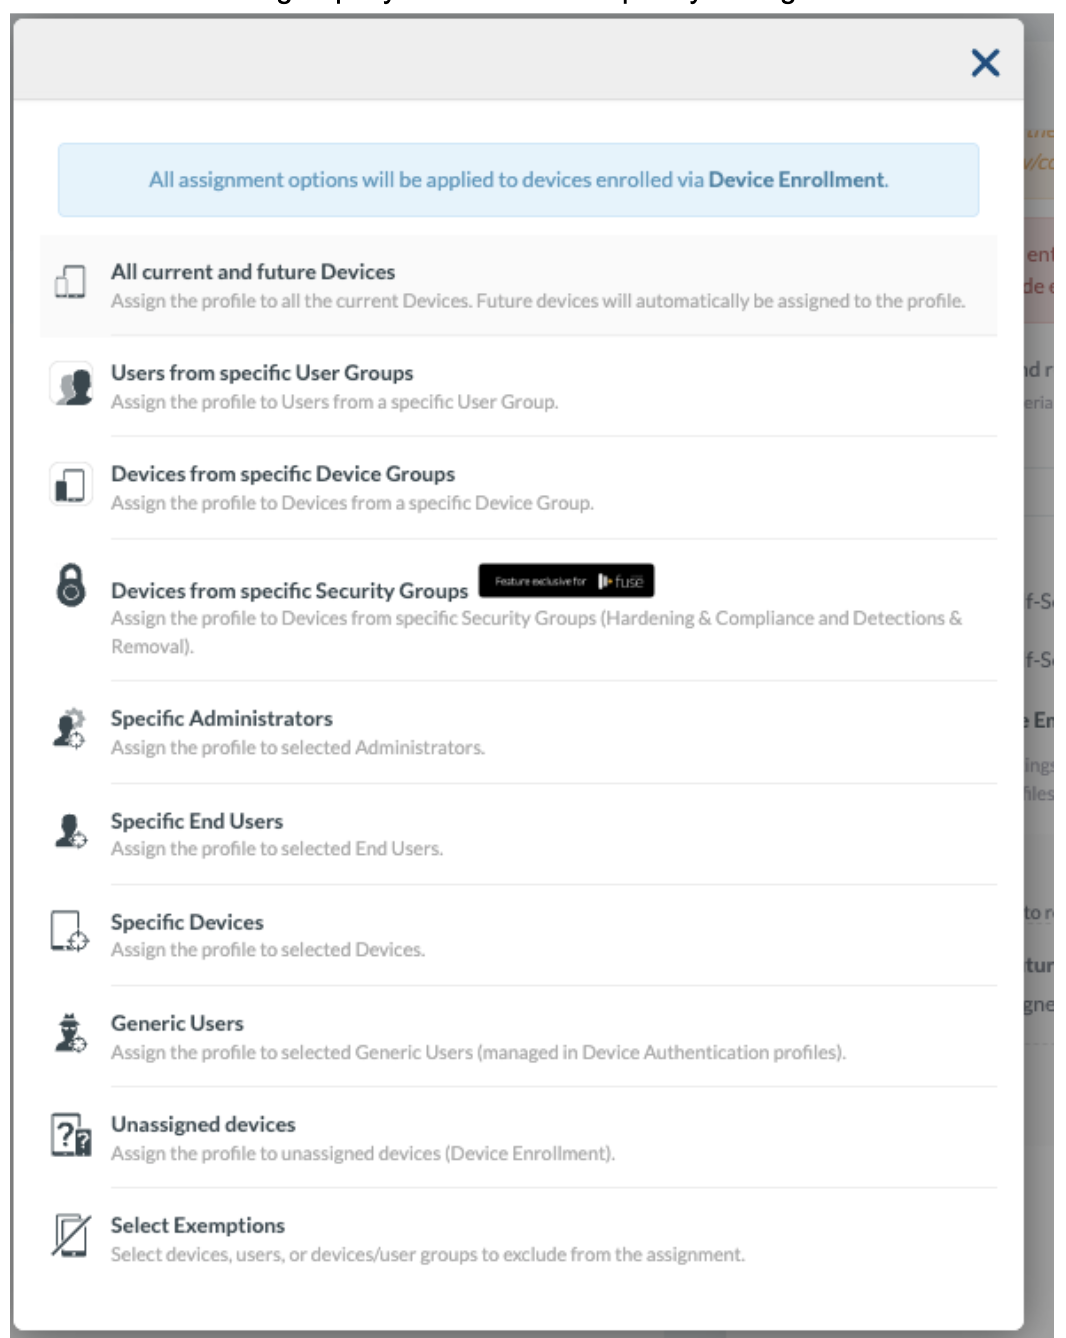 All assignment options will be applied to devices enrolled via Device Enrollment.
All current and future Devices
Assign the profile to all the current Devices. Future devices will automatically be assigned to the profile.
Users from specific User Groups
Assign the profile to Users from a specific User Group.
Devices from specific Device Groups
Assign the profile to Devices from a specific Device Group.
Devices from specific Security Groups Feature exclusive for fuse
Assign the profile to Devices from specific Security Groups (Hardening & Compliance and Detections &
Removal).
Specific Administrators
Assign the profile to selected Administrators.
Specific End Users
Assign the profile to selected End Users.
Specific Devices
Assign the profile to selected Devices.
Generic Users
Assign the profile to selected Generic Users (managed in Device Authentication profiles).
Unassigned devices
Assign the profile to unassigned devices (Device Enrollment).
Select Exemptions
Select devices, users, or devices/user groups to exclude from the assignment.